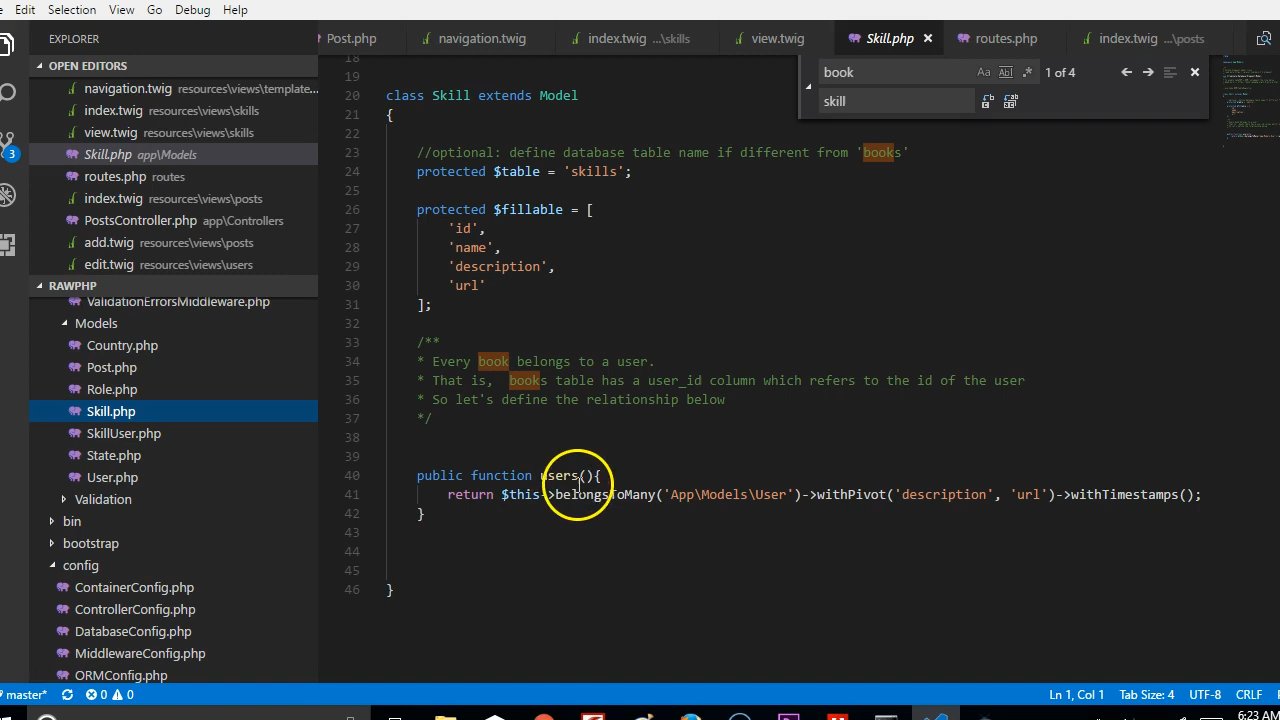 Edit Selection View Go Debug Help
EXPLORER
OPEN EDITORS
navigation.twig resources\views\template...
index.twig resources\views\skills
view.twig resources\views\skills
Skill.php app\Models
routes.php routes
index.twig resources\views\posts
PostsController.php app\Controllers
add.twig resources\views\posts
edit.twig resources\views\users
3
RAWPHP
ValidationErrorsMiddleware.php
Models
Country.php
Post.php
Role.php
Skill.php
SkillUser.php
State.php
User.php
Validation
bin
bootstrap
config
ContainerConfig.php
ControllerConfig.php
DatabaseConfig.php
MiddlewareConfig.php
ORMConfig.php
Post.php navigation.twig index.twig ...\skills view.twig Skill.php routes.php index.twig ...\posts
book Aa Ab| .* 1 of 4
skill
18
19
20 class Skill extends Model
21 {
22
23 //optional: define database table name if different from 'books'
24 protected $table = 'skills';
25
26 protected $fillable = [
27 'id',
28 'name',
29 'description',
30 'url'
31 ];
32
33 /**
34 * Every book belongs to a user.
35 * That is, books table has a user_id column which refers to the id of the user
36 * So let's define the relationship below
37 */
38
39
40 public function users(){
41 return $this->belongsToMany('App\Models\User')->withPivot('description', 'url')->withTimestamps();
42 }
43
44
45
46 }
master* 0 0 Ln 1, Col 1 Tab Size: 4 UTF-8 CRLF
6:23 AM